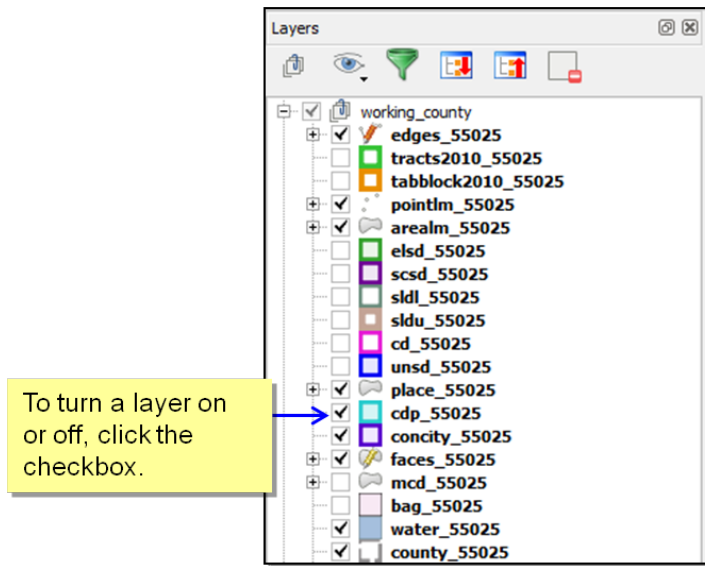 Layers
working_county
edges_55025
tracts2010_55025
tabblock2010_55025
pointlm_55025
arealm_55025
elsd_55025
scsd_55025
sldl_55025
sldu_55025
cd_55025
unsd_55025
place_55025
cdp_55025
concity_55025
faces_55025
mcd_55025
bag_55025
water_55025
county_55025
To turn a layer on
or off, click the
checkbox.